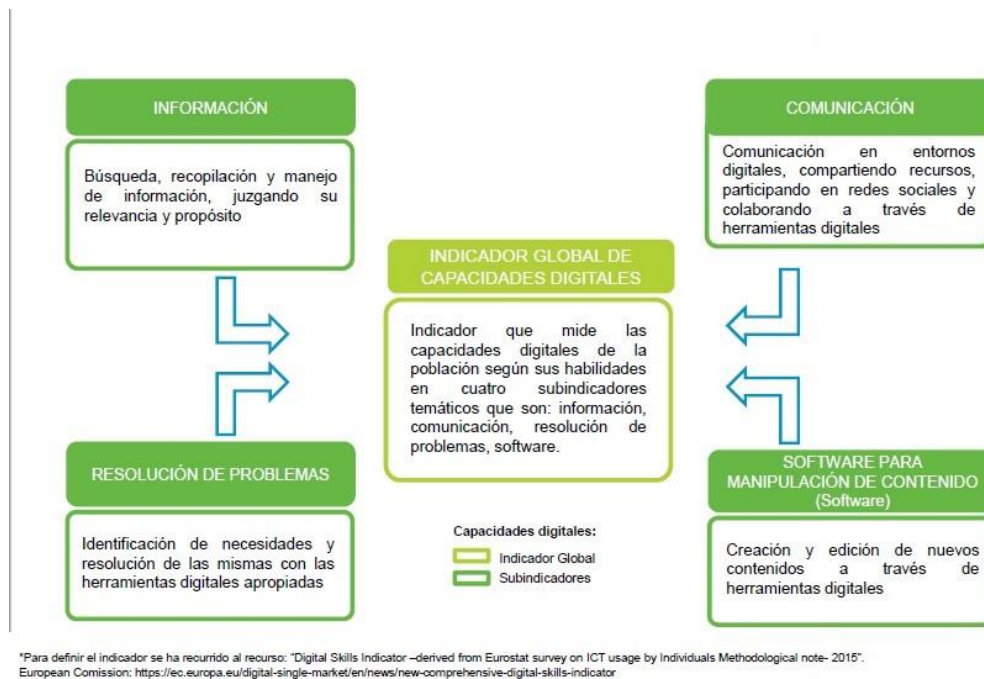 INFORMACIÓN
Búsqueda, recopilación y manejo
de información, juzgando su
relevancia y propósito
COMUNICACIÓN
Comunicación en entornos
digitales, compartiendo recursos,
participando en redes sociales y
colaborando a través de
herramientas digitales
INDICADOR GLOBAL DE
CAPACIDADES DIGITALES
Indicador que mide las
capacidades digitales de la
población según sus habilidades
en cuatro subindicadores
temáticos que son: información,
comunicación, resolución de
problemas, software.
RESOLUCIÓN DE PROBLEMAS
Identificación de necesidades y
resolución de las mismas con las
herramientas digitales apropiadas
SOFTWARE PARA
MANIPULACIÓN DE CONTENIDO
(Software)
Creación y edición de nuevos
contenidos a través de
herramientas digitales
Capacidades digitales:
Indicador Global
Subindicadores
*Para definir el indicador se ha recurrido al recurso: "Digital Skills Indicator –derived from Eurostat survey on ICT usage by Individuals Methodological note- 2015".
European Comission: https://ec.europa.eu/digital-single-market/en/news/new-comprehensive-digital-skills-indicator